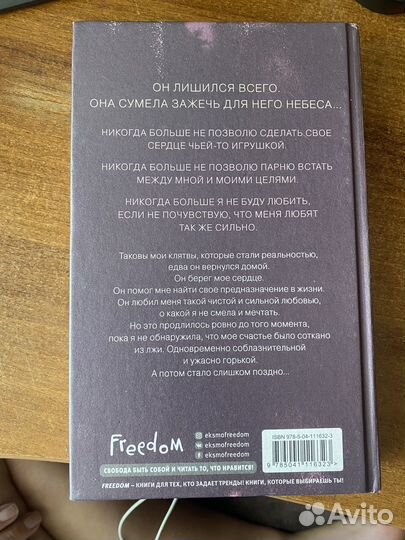 ОН ЛИШИЛСЯ ВСЕГО.
ОНА СУМЕЛА ЗАЖЕЧЬ ДЛЯ НЕГО НЕБЕСА...
НИКОГДА БОЛЬШЕ НЕ ПОЗВОЛЮ СДЕЛАТЬ СВОЕ
СЕРДЦЕ ЧЬЕЙ-ТО ИГРУШКОЙ.
НИКОГДА БОЛЬШЕ НЕ ПОЗВОЛЮ ПАРНЮ ВСТАТЬ
МЕЖДУ МНОЙ И МОИМИ ЦЕЛЯМИ.
НИКОГДА БОЛЬШЕ Я НЕ БУДУ ЛЮБИТЬ,
ЕСЛИ НЕ ПОЧУВСТВУЮ, ЧТО МЕНЯ ЛЮБЯТ
ТАК ЖЕ СИЛЬНО.
Таковы мои клятвы, которые стали реальностью,
едва он вернулся домой.
Он берег мое сердце.
Он помог мне найти свое предназначение в жизни.
Он любил меня такой чистой и сильной любовью,
о какой я не смела и мечтать.
Но это продлилось ровно до того момента,
пока я не обнаружила, что мое счастье было соткано
из лжи. Одновременно соблазнительной
и ужасно горькой.
А потом стало слишком поздно...
Freedom
eksmofreedom
eksmofreedom
eksmofreedom
ISBN 978-5-04-111632-3
9 785041 116323 >
СВОБОДА БЫТЬ СОБОЙ И ЧИТАТЬ ТО, ЧТО НРАВИТСЯ!
FREEDOM – КНИГИ ДЛЯ ТЕХ, КТО ЗАДАЕТ ТРЕНДЫ! КНИГИ, КОТОРЫЕ ВЫБИРАЕШЬ ТЫ!
Avito